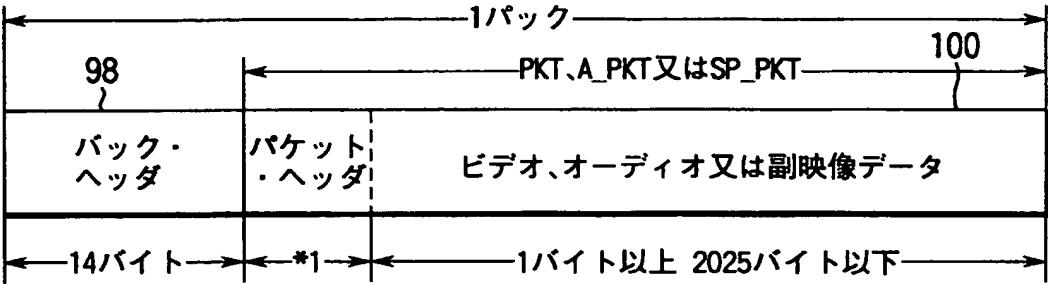 1パック
98
PKT、A_PKT又はSP_PKT
100
バック・
ヘッダ
パケット
・ヘッダ
ビデオ、オーディオ又は副映像データ
14バイト
*1
1バイト以上 2025バイト以下